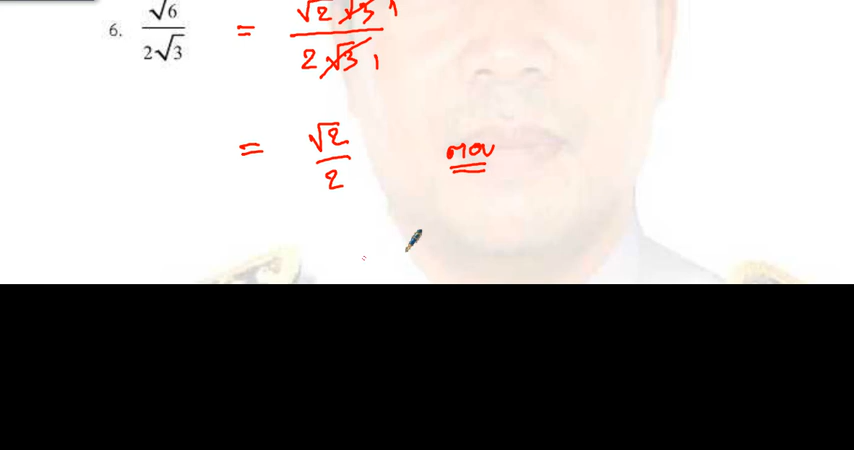 6. √6 / 2√3 = √2 √3 1 / 2 √3 1
= √2 / 2 ตอบ